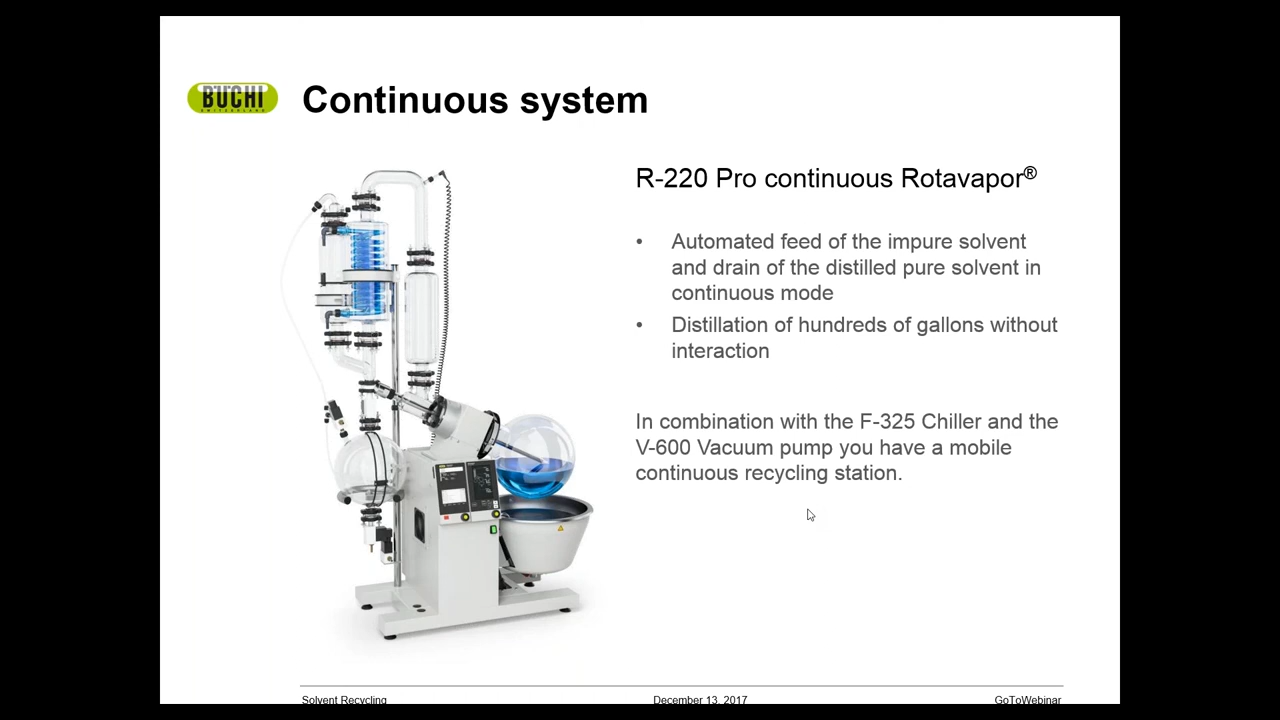 BÜCHI
SWITZERLAND
Continuous system
R-220 Pro continuous Rotavapor®
• Automated feed of the impure solvent
and drain of the distilled pure solvent in
continuous mode
• Distillation of hundreds of gallons without
interaction
In combination with the F-325 Chiller and the
V-600 Vacuum pump you have a mobile
continuous recycling station.
Solvent Recycling
December 13, 2017
GoToWebinar